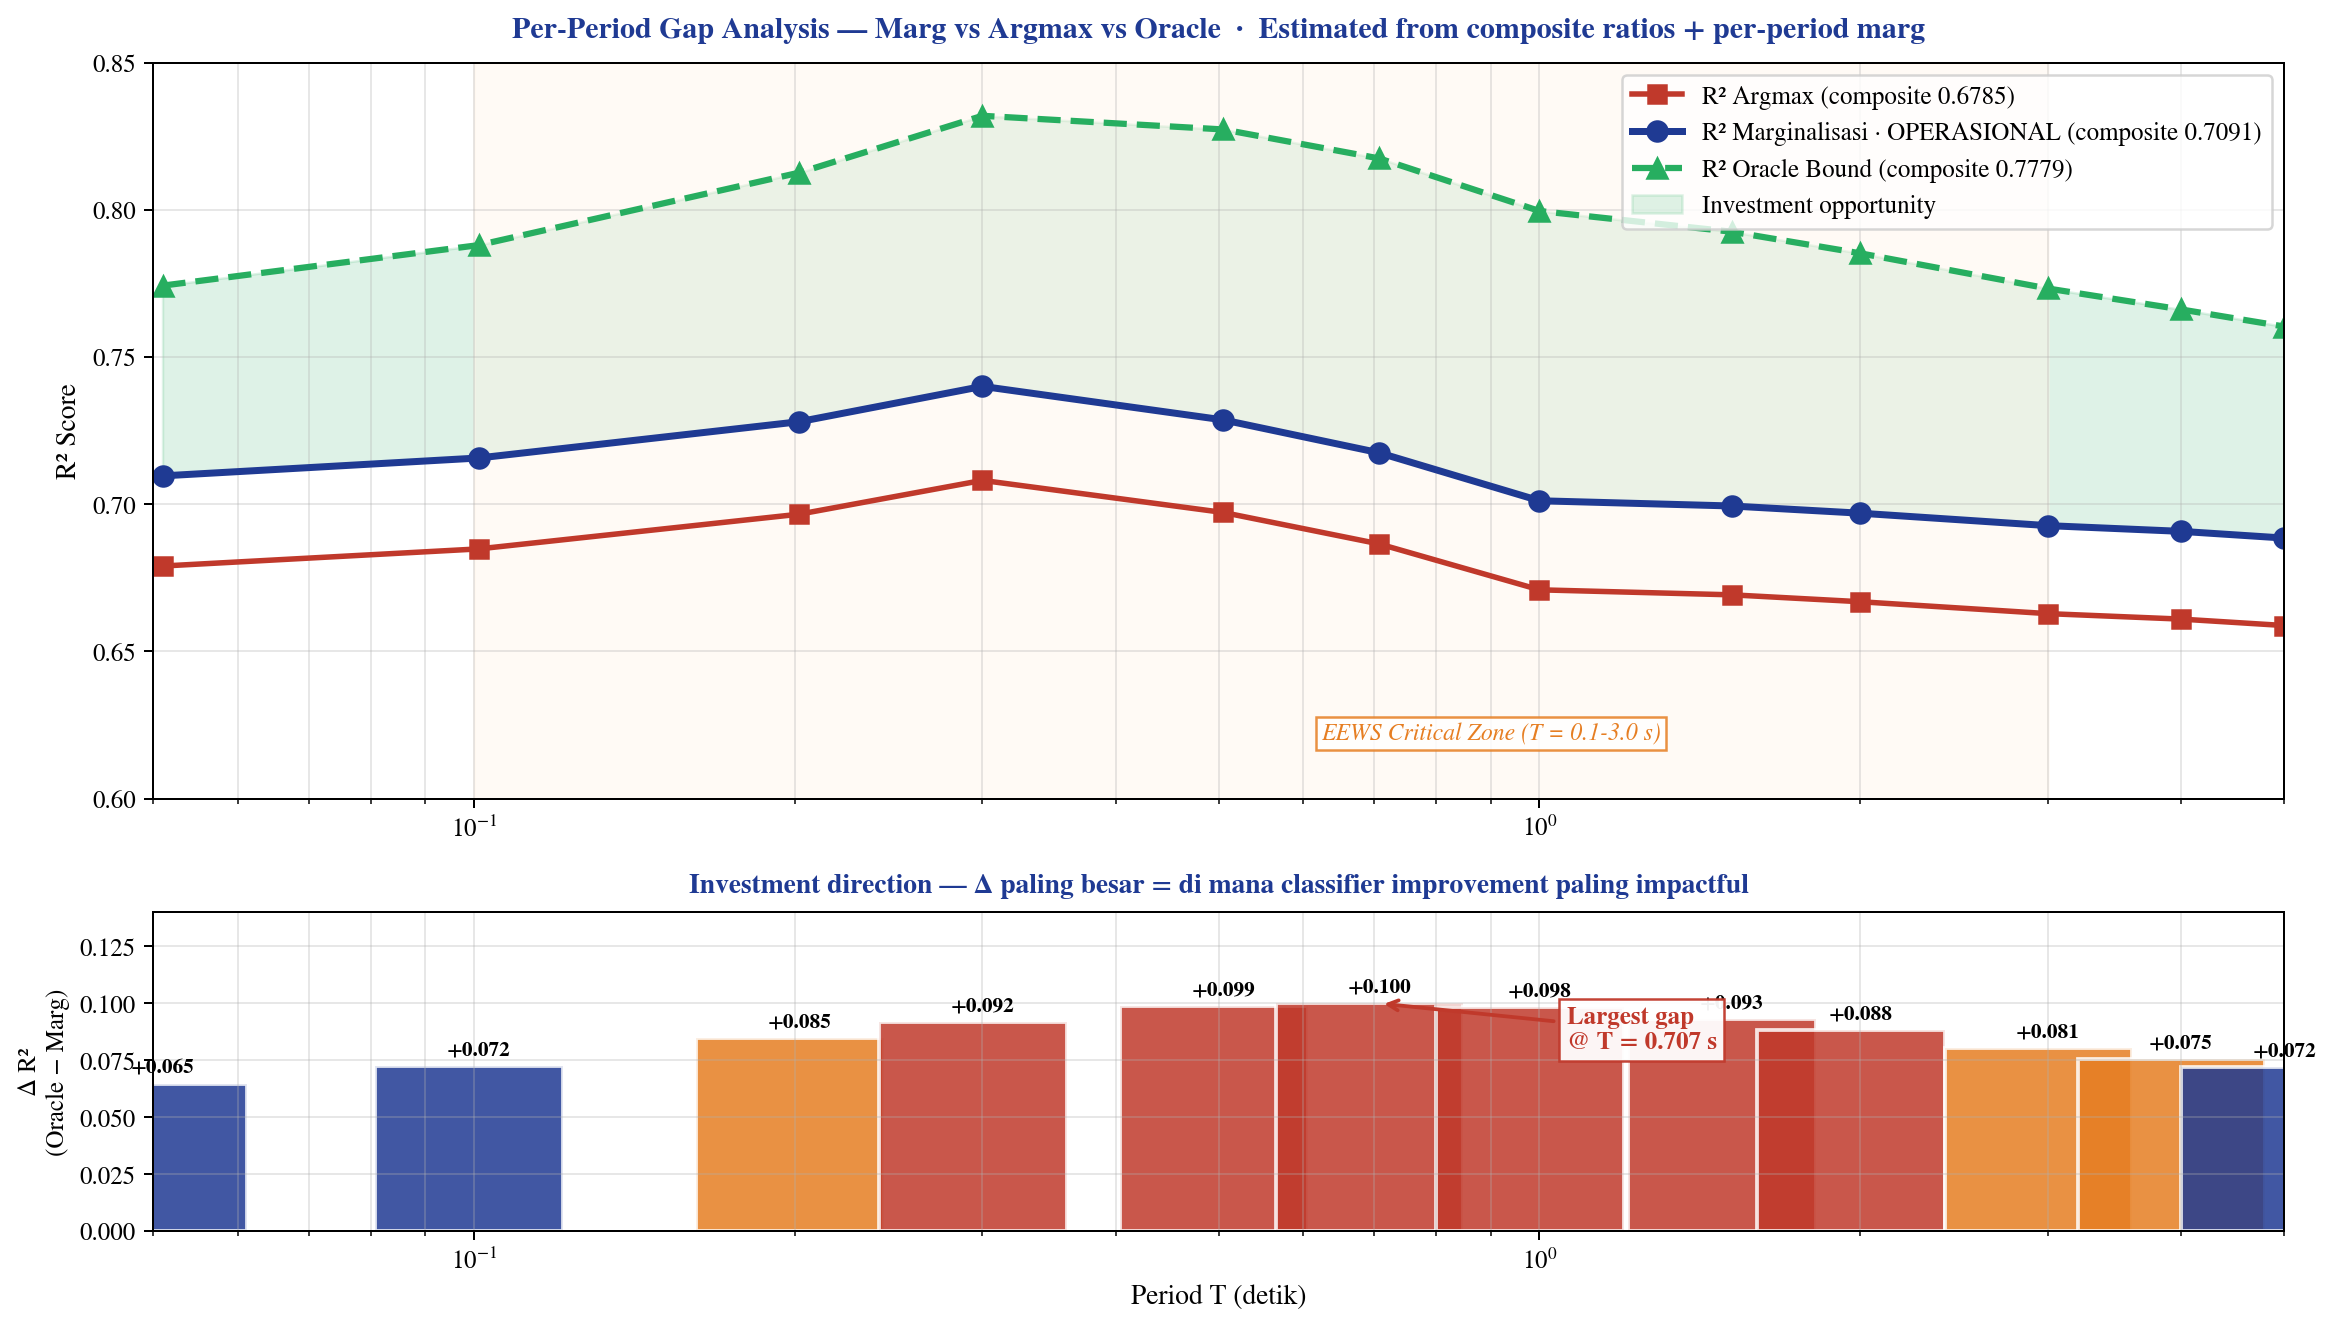 Per-Period Gap Analysis — Marg vs Argmax vs Oracle · Estimated from composite ratios + per-period marg
R² Score
0.85
0.80
0.75
0.70
0.65
0.60
R² Argmax (composite 0.6785)
R² Marginalisasi · OPERASIONAL (composite 0.7091)
R² Oracle Bound (composite 0.7779)
Investment opportunity
EEWS Critical Zone (T = 0.1-3.0 s)
10⁻¹
10⁰
Investment direction — Δ paling besar = di mana classifier improvement paling impactful
Δ R²
(Oracle − Marg)
0.125
0.100
0.075
0.050
0.025
0.000
+0.065
+0.072
+0.085
+0.092
+0.099
+0.100
+0.098
.093
+0.088
+0.081
+0.075
+0.072
Largest gap
@ T = 0.707 s
10⁻¹
10⁰
Period T (detik)